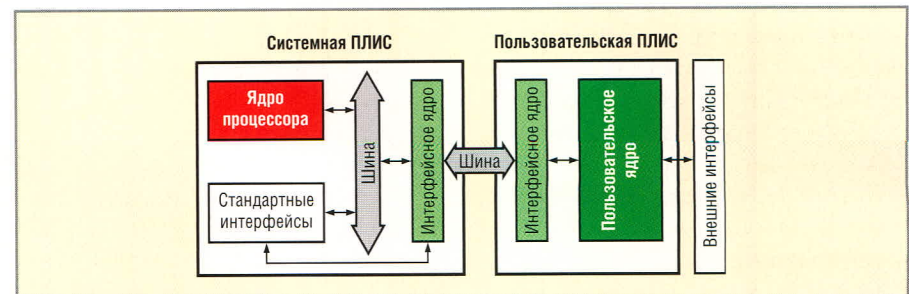 Системная ПЛИС
Пользовательская ПЛИС
Ядро
процессора
Стандартные
интерфейсы
Шина
Интерфейсное ядро
Шина
Интерфейсное ядро
Пользовательское
ядро
Внешние интерфейсы